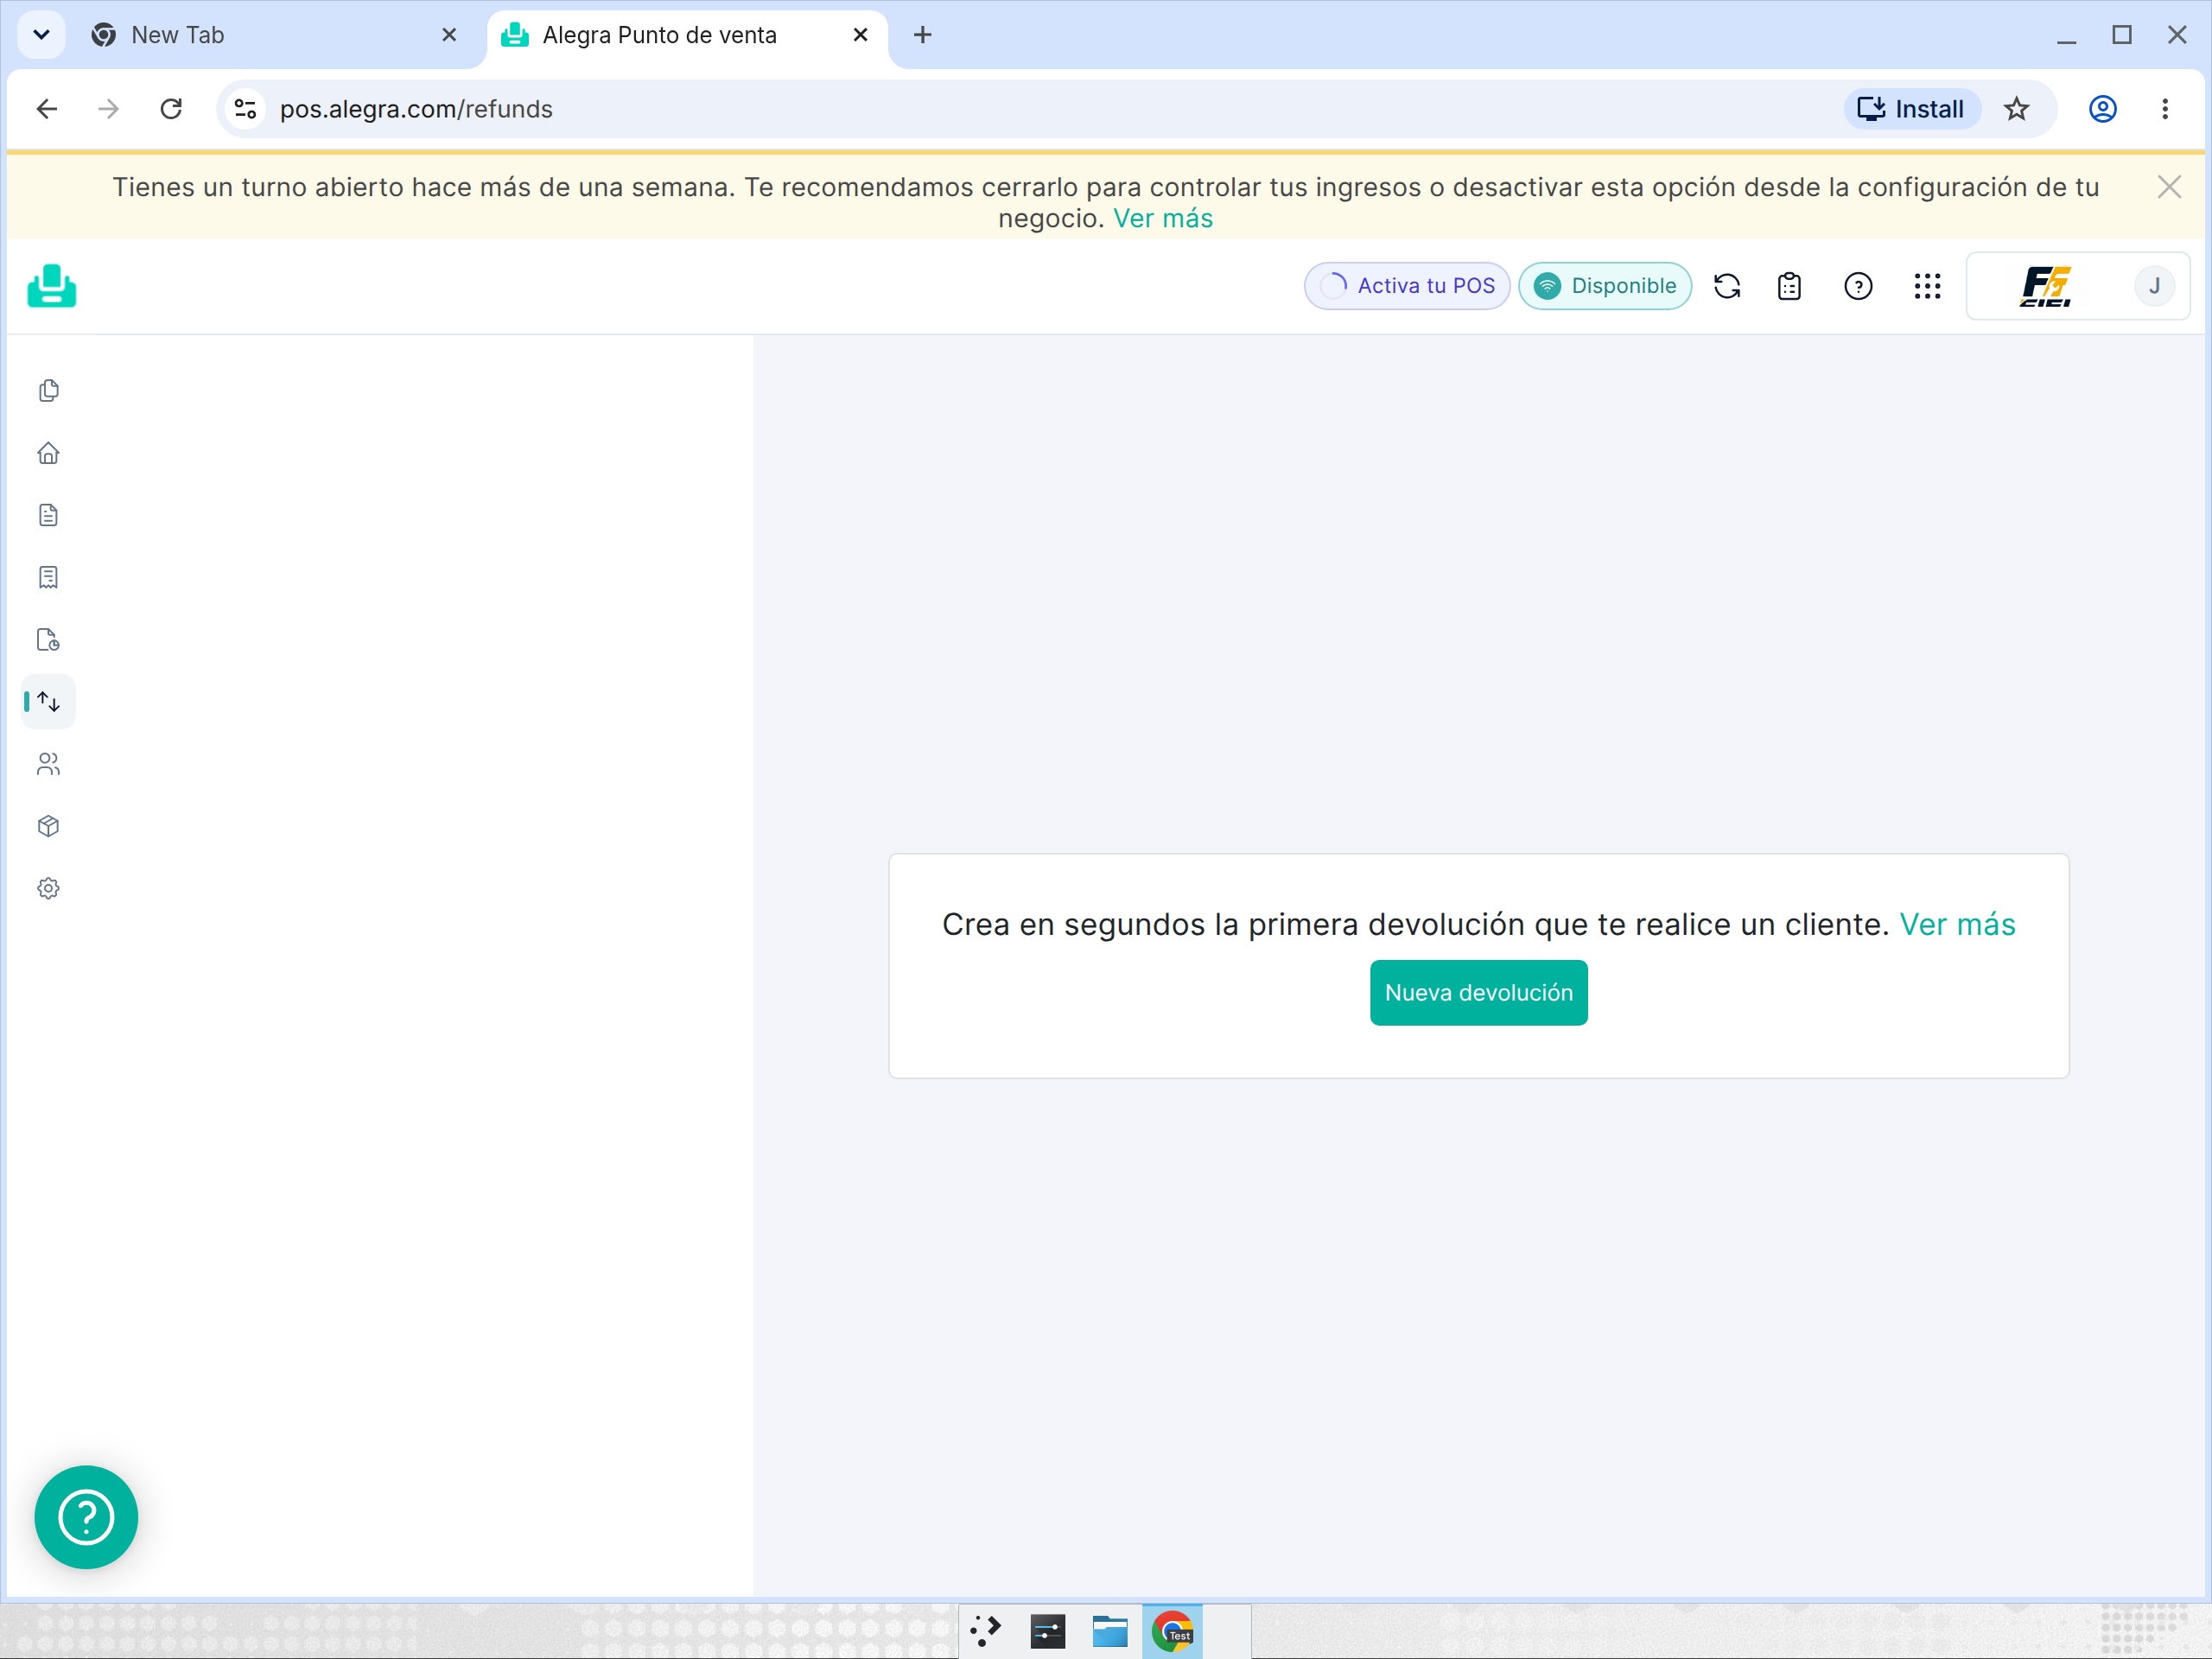 New Tab
Alegra Punto de venta
pos.alegra.com/refunds
Install
Tienes un turno abierto hace más de una semana. Te recomendamos cerrarlo para controlar tus ingresos o desactivar esta opción desde la configuración de tu
negocio. Ver más
Activa tu POS
Disponible
J
Crea en segundos la primera devolución que te realice un cliente. Ver más
Nueva devolución
Test